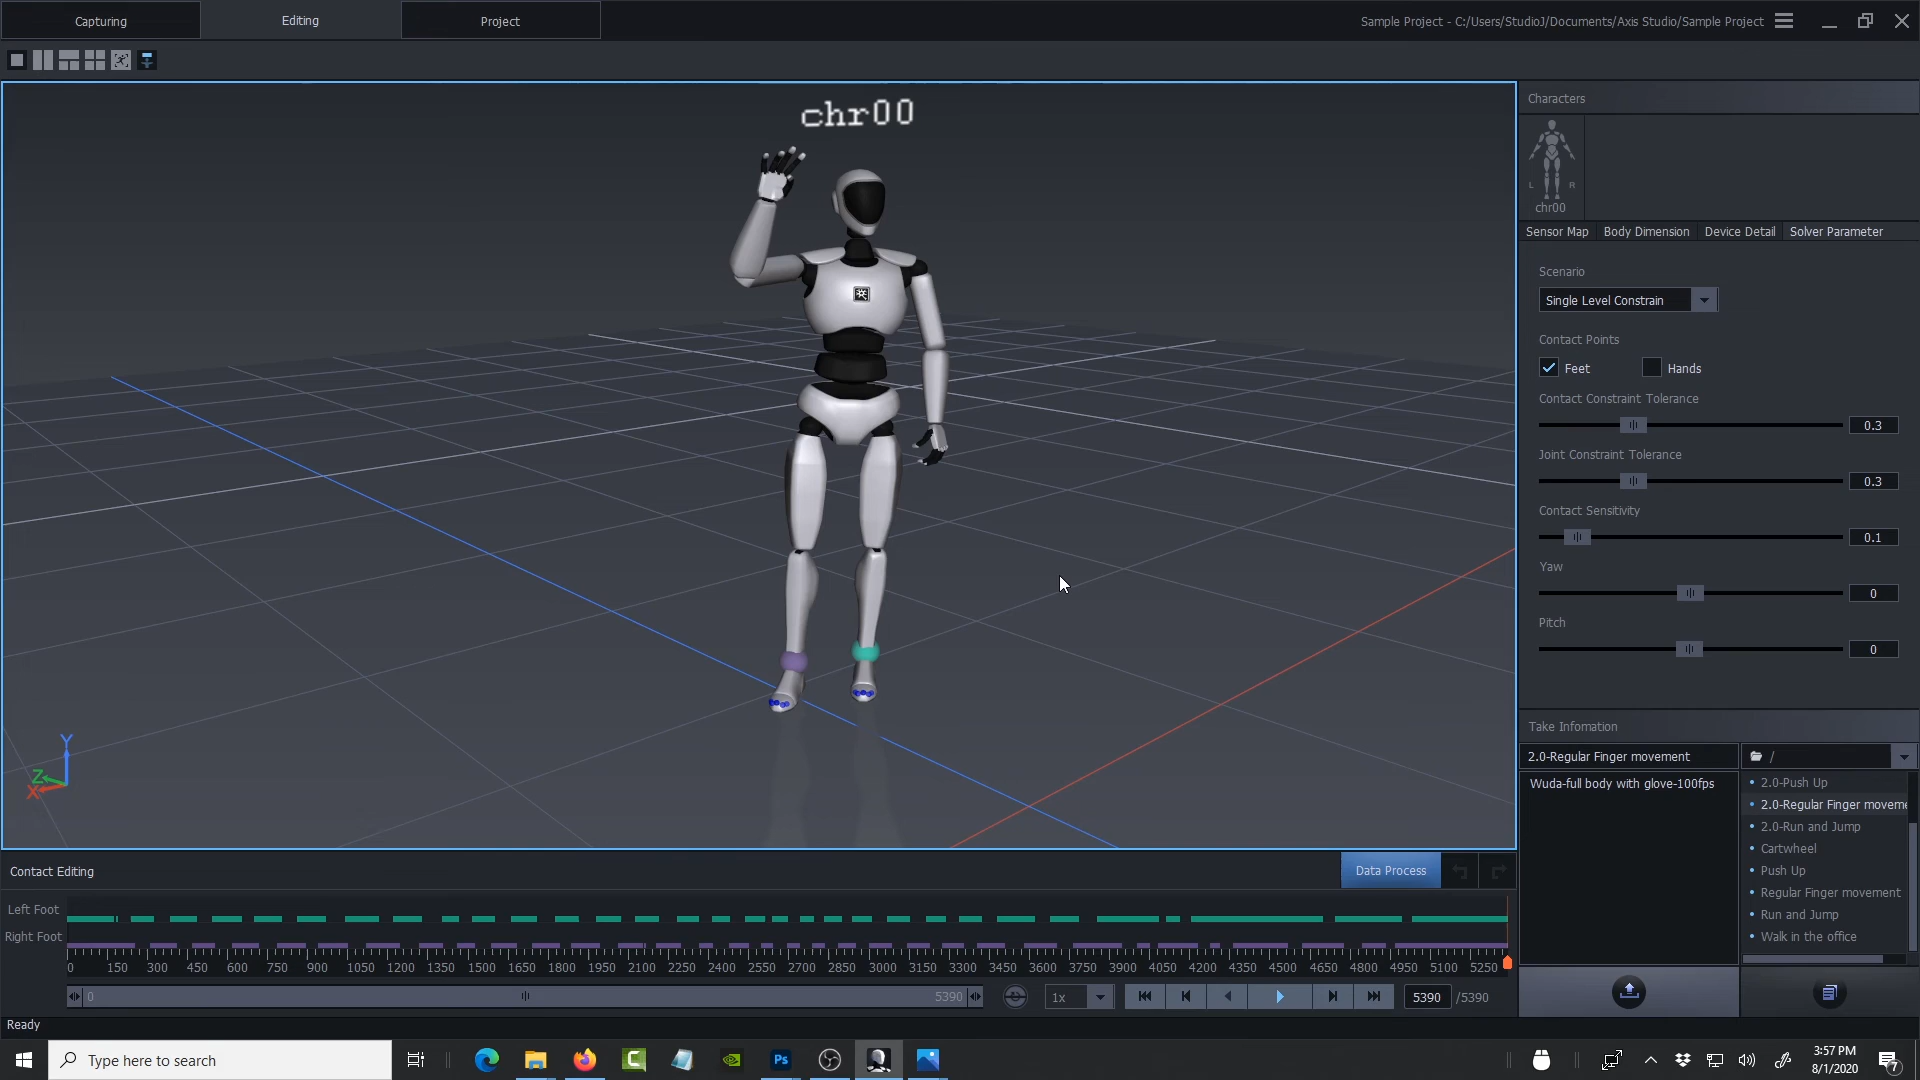 Capturing
Editing
Project
Sample Project - C:/Users/StudioJ/Documents/Axis Studio/Sample Project
chr00
Characters
L R
chr00
Sensor Map Body Dimension Device Detail Solver Parameter
Scenario
Single Level Constrain
Contact Points
Feet Hands
Contact Constraint Tolerance
0.3
Joint Constraint Tolerance
0.3
Contact Sensitivity
0.1
Yaw
0
Pitch
0
Y
Z
X
Take Infomation
2.0-Regular Finger movement /
Wuda-full body with glove-100fps
2.0-Push Up
2.0-Regular Finger moveme
2.0-Run and Jump
Cartwheel
Push Up
Regular Finger movement
Run and Jump
Walk in the office
Contact Editing
Data Process
Left Foot
Right Foot
0 150 300 450 600 750 900 1050 1200 1350 1500 1650 1800 1950 2100 2250 2400 2550 2700 2850 3000 3150 3300 3450 3600 3750 3900 4050 4200 4350 4500 4650 4800 4950 5100 5250
0 5390 1x 5390 /5390
Ready
Type here to search
Ps
3:57 PM
8/1/2020
7